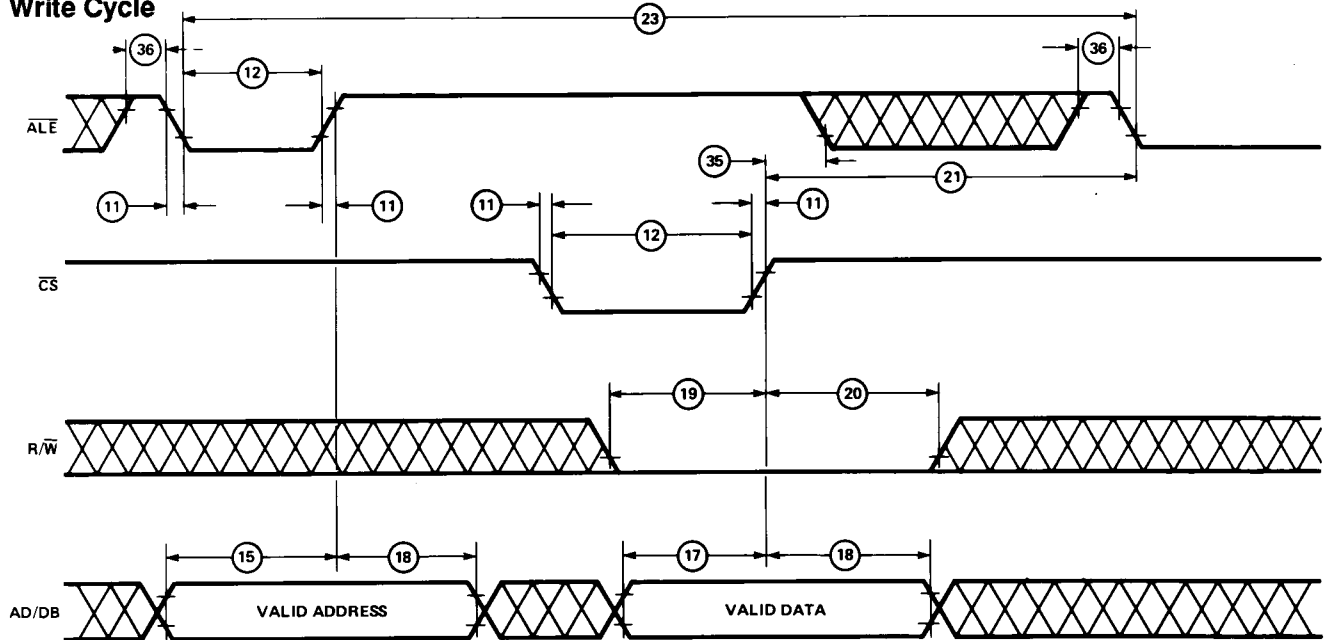 Write Cycle
23
36
12
36
ALE
35
21
11
11
11
11
12
CS
19
20
R/W
15
18
17
18
AD/DB
VALID ADDRESS
VALID DATA